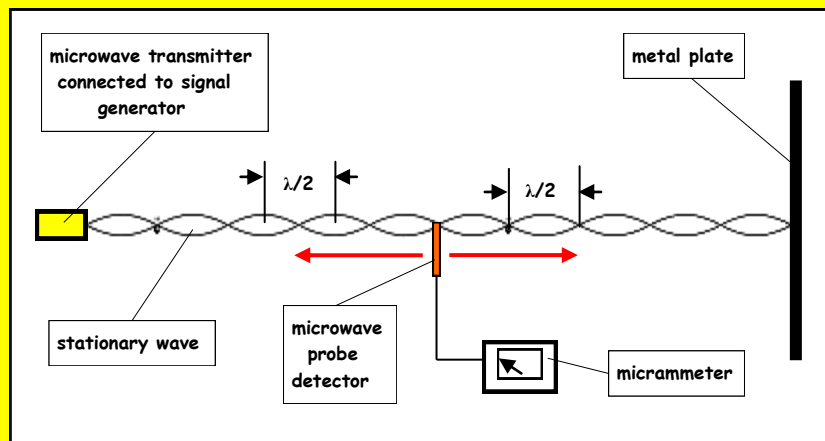 microwave transmitter
connected to signal
generator
metal plate
λ/2
λ/2
stationary wave
microwave
probe
detector
micrammeter